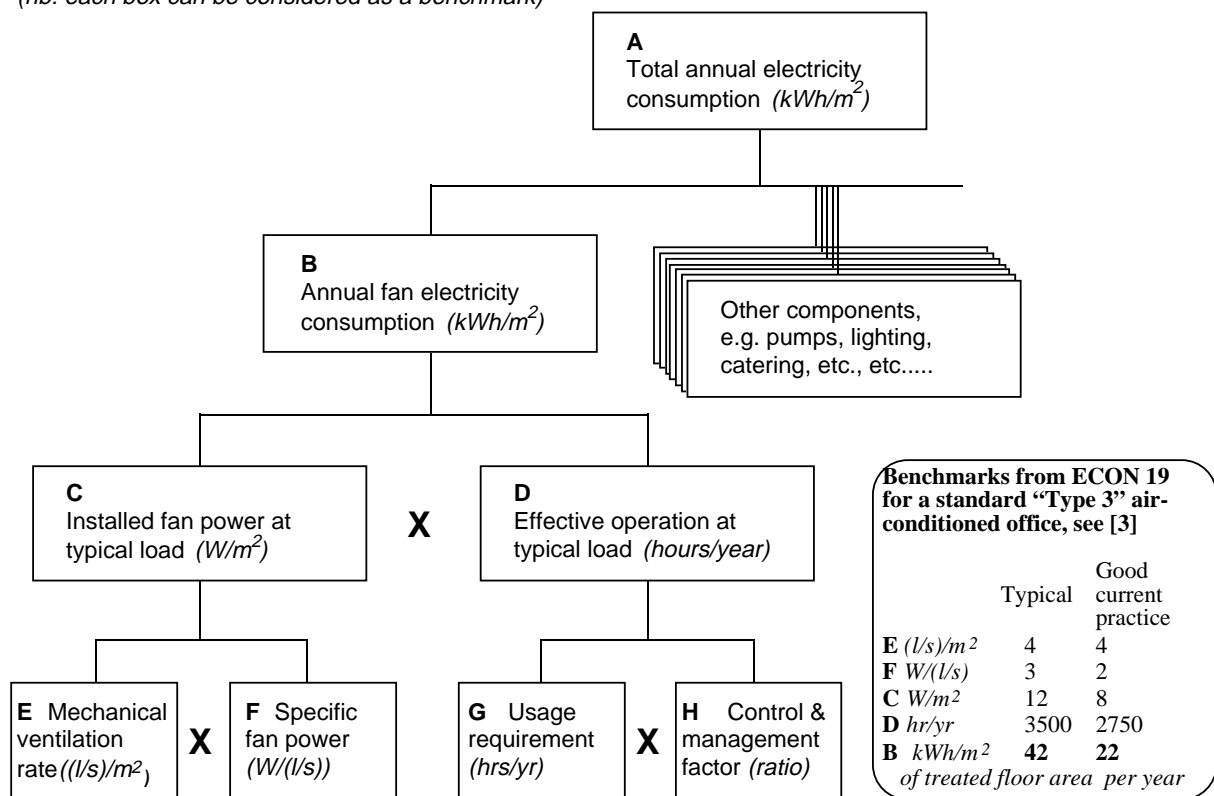 (nb. each box can be considered as a benchmark)
A
Total annual electricity
consumption (kWh/m²)
B
Annual fan electricity
consumption (kWh/m²)
Other components,
e.g. pumps, lighting,
catering, etc., etc.....
C
Installed fan power at
typical load (W/m²)
X
D
Effective operation at
typical load (hours/year)
E Mechanical
ventilation
rate((l/s)/m²)
X
F Specific
fan power
(W/(l/s))
G Usage
requirement
(hrs/yr)
X
H Control &
management
factor (ratio)
Benchmarks from ECON 19
for a standard “Type 3” air-
conditioned office, see [3]
Good
Typical current
practice
E (l/s)/m² 4 4
F W/(l/s) 3 2
C W/m² 12 8
D hr/yr 3500 2750
B kWh/m² 42 22
of treated floor area per year